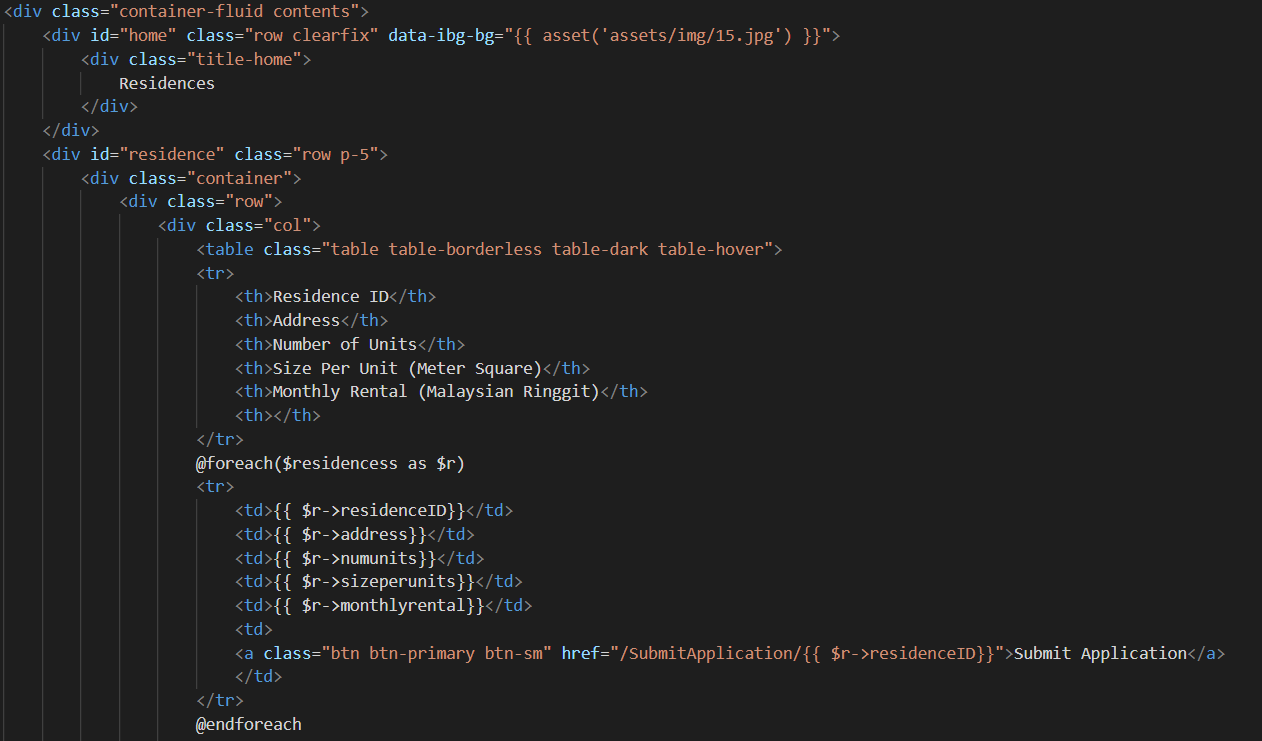 <div class="container-fluid contents">
<div id="home" class="row clearfix" data-ibg-bg="{{ asset('assets/img/15.jpg') }}">
<div class="title-home">
Residences
</div>
</div>
<div id="residence" class="row p-5">
<div class="container">
<div class="row">
<div class="col">
<table class="table table-borderless table-dark table-hover">
<tr>
<th>Residence ID</th>
<th>Address</th>
<th>Number of Units</th>
<th>Size Per Unit (Meter Square)</th>
<th>Monthly Rental (Malaysian Ringgit)</th>
<th></th>
</tr>
@foreach($residencess as $r)
<tr>
<td>{{ $r->residenceID}}</td>
<td>{{ $r->address}}</td>
<td>{{ $r->numunits}}</td>
<td>{{ $r->sizeperunits}}</td>
<td>{{ $r->monthlyrental}}</td>
<td>
<a class="btn btn-primary btn-sm" href="/SubmitApplication/{{ $r->residenceID}}">Submit Application</a>
</td>
</tr>
@endforeach